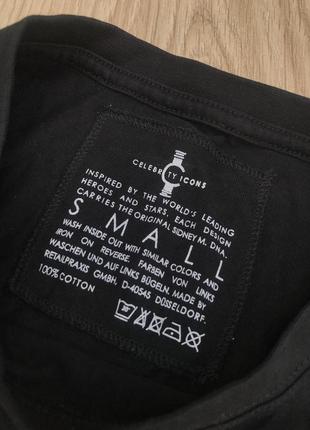 CELEBRITY ICONS
INSPIRED BY THE WORLD'S LEADING
HEROES AND STARS, EACH DESIGN
CARRIES THE ORIGINAL SIDNEY M. DNA.
SMALL
WASH INSIDE OUT WITH SIMILAR COLORS AND
IRON ON REVERSE. FARBEN VON LINKS
WASCHEN UND AUF LINKS BÜGELN. MADE BY
RETAILPRAXIS GMBH, D-40545 DÜSSELDORF.
100% COTTON